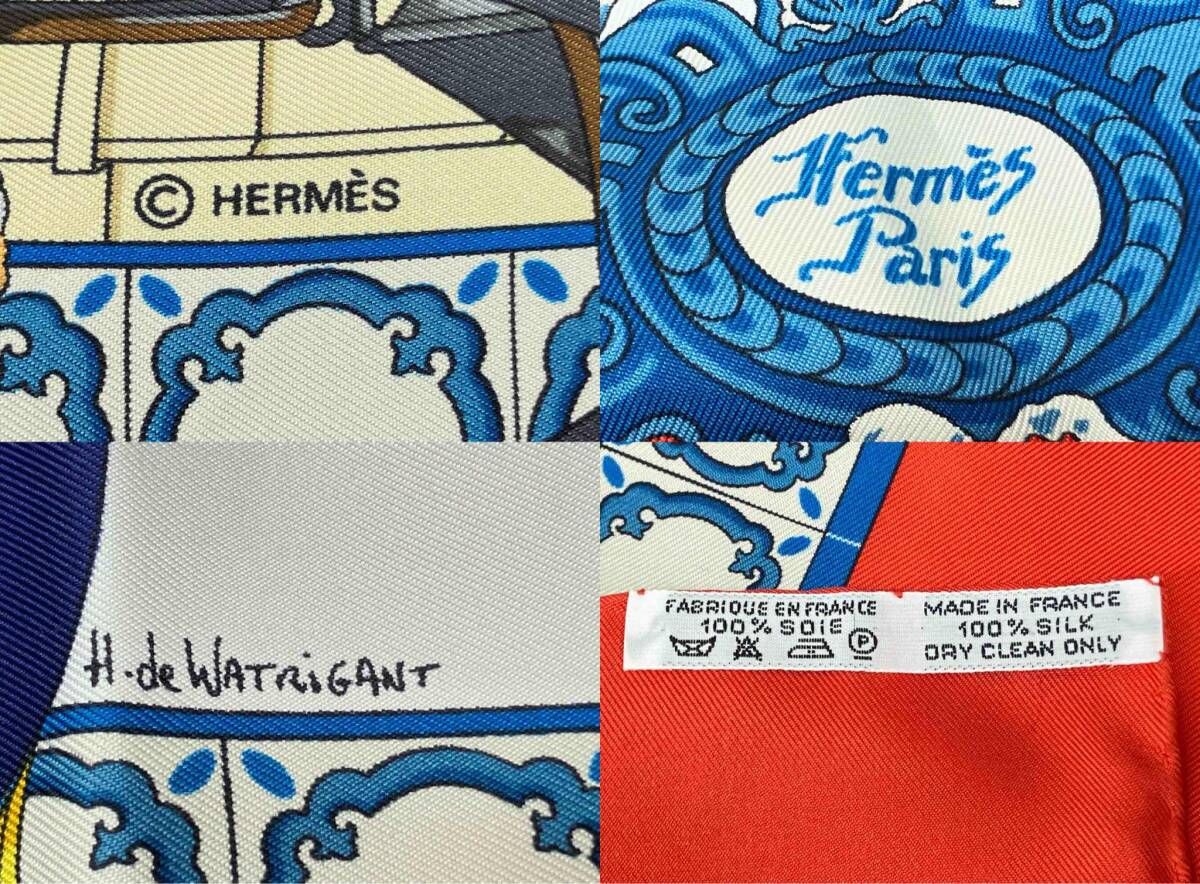 © HERMÈS
Hermès
Paris
H. de WATRIGANT
FABRIQUE EN FRANCE
100% SOIE
P
MADE IN FRANCE
100% SILK
DRY CLEAN ONLY